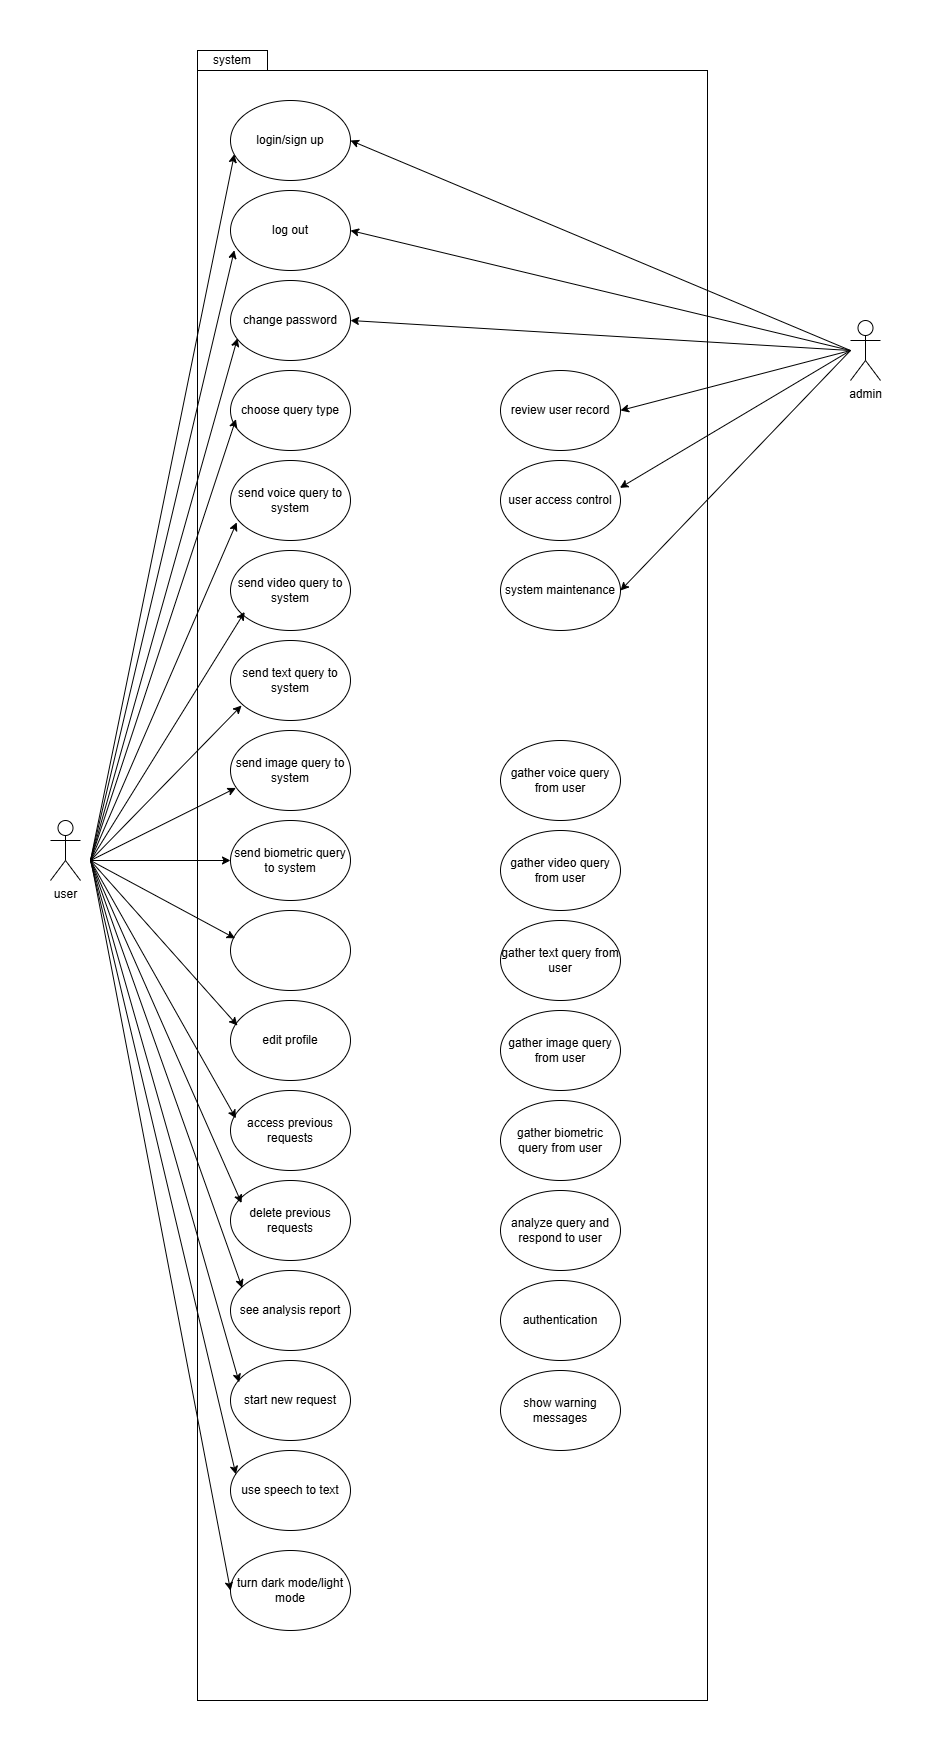 system
login/sign up
log out
change password
choose query type
send voice query to
system
send video query to
system
send text query to
system
send image query to
system
send biometric query
to system
edit profile
access previous
requests
delete previous
requests
see analysis report
start new request
use speech to text
turn dark mode/light
mode
review user record
user access control
system maintenance
gather voice query
from user
gather video query
from user
gather text query from
user
gather image query
from user
gather biometric
query from user
analyze query and
respond to user
authentication
show warning
messages
user
admin